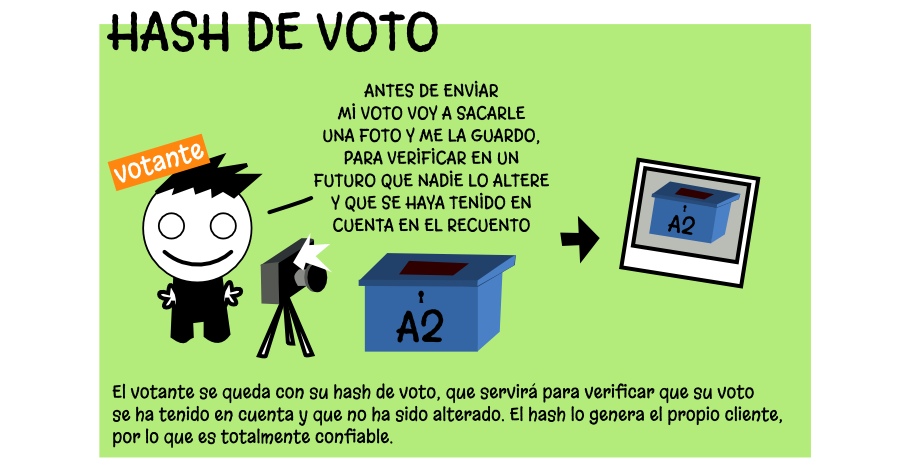 HASH DE VOTO
ANTES DE ENViAR
Mi VOTO VOY A SACARLE
UNA FOTO Y ME LA GUARDO,
PARA VERiFiCAR EN UN
FUTURO QUE NADiE LO ALTERE
Y QUE SE HAYA TENiDO EN
CUENTA EN EL RECUENTO
votante
A2
A2
El votante se queda con su hash de voto, que servirá para verificar que su voto
se ha tenido en cuenta y que no ha sido alterado. El hash lo genera el propio cliente,
por lo que es totalmente confiable.